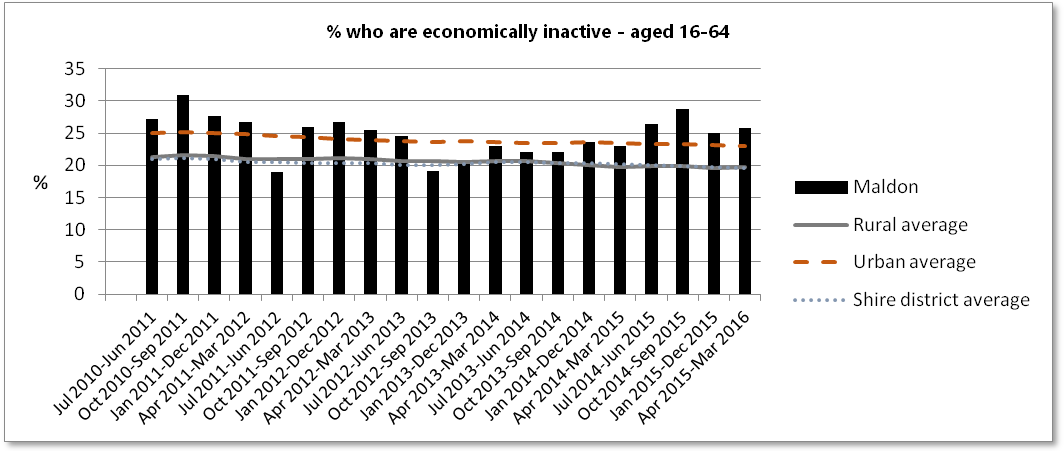 % who are economically inactive - aged 16-64
35
30
25
20
15
10
5
0
%
Jul 2010-Jun 2011
Oct 2010-Sep 2011
Jan 2011-Dec 2011
Apr 2011-Mar 2012
Jul 2011-Jun 2012
Oct 2011-Sep 2012
Jan 2012-Dec 2012
Apr 2012-Mar 2013
Jul 2012-Jun 2013
Oct 2012-Sep 2013
Jan 2013-Dec 2013
Apr 2013-Mar 2014
Jul 2013-Jun 2014
Oct 2013-Sep 2014
Jan 2014-Dec 2014
Apr 2014-Mar 2015
Jul 2014-Jun 2015
Oct 2014-Sep 2015
Jan 2015-Dec 2015
Apr 2015-Mar 2016
Maldon
Rural average
Urban average
Shire district average